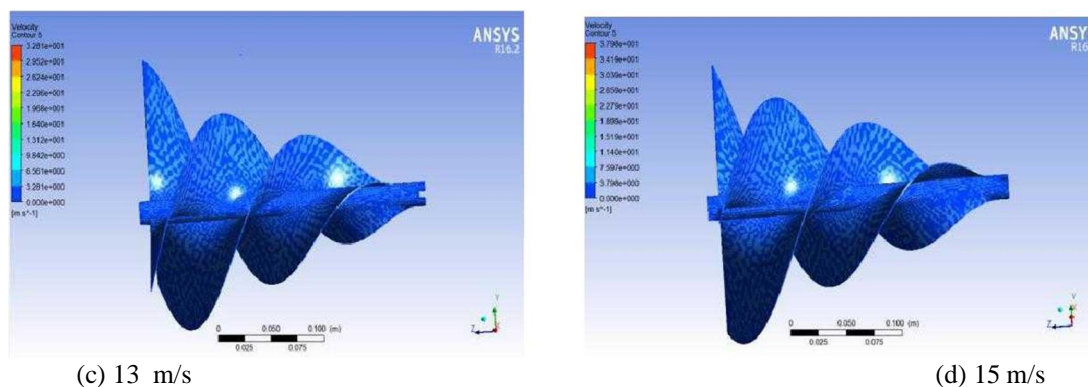 Velocity
Contour 5
3.281e+001
2.952e+001
2.624e+001
2.296e+001
1.968e+001
1.640e+001
1.312e+001
9.842e+000
6.562e+000
3.281e+000
0.000e+000
[m s^-1]
ANSYS
R16.2
0 0.050 0.100 (m)
0.025 0.075
Y
Z
X
(c) 13 m/s
Velocity
Contour 5
3.798e+001
3.419e+001
3.039e+001
2.659e+001
2.279e+001
1.899e+001
1.519e+001
1.140e+001
7.597e+000
3.798e+000
0.000e+000
[m s^-1]
ANSY
R16
0 0.050 0.100 (m)
0.025 0.075
Y
Z
(d) 15 m/s